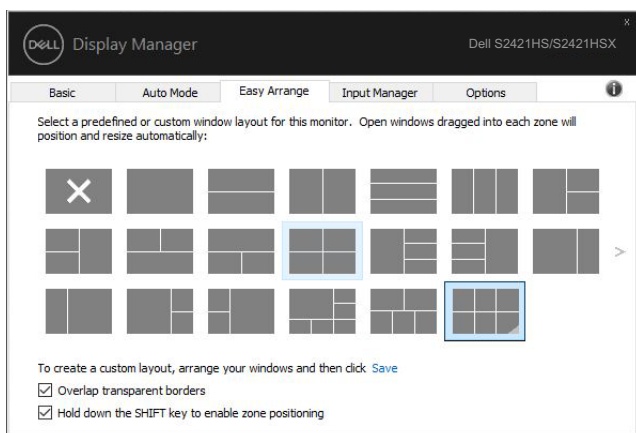 x
DELL Display Manager Dell S2421HS/S2421HSX
Basic Auto Mode Easy Arrange Input Manager Options i
Select a predefined or custom window layout for this monitor. Open windows dragged into each zone will
position and resize automatically:
>
To create a custom layout, arrange your windows and then click Save
Overlap transparent borders
Hold down the SHIFT key to enable zone positioning